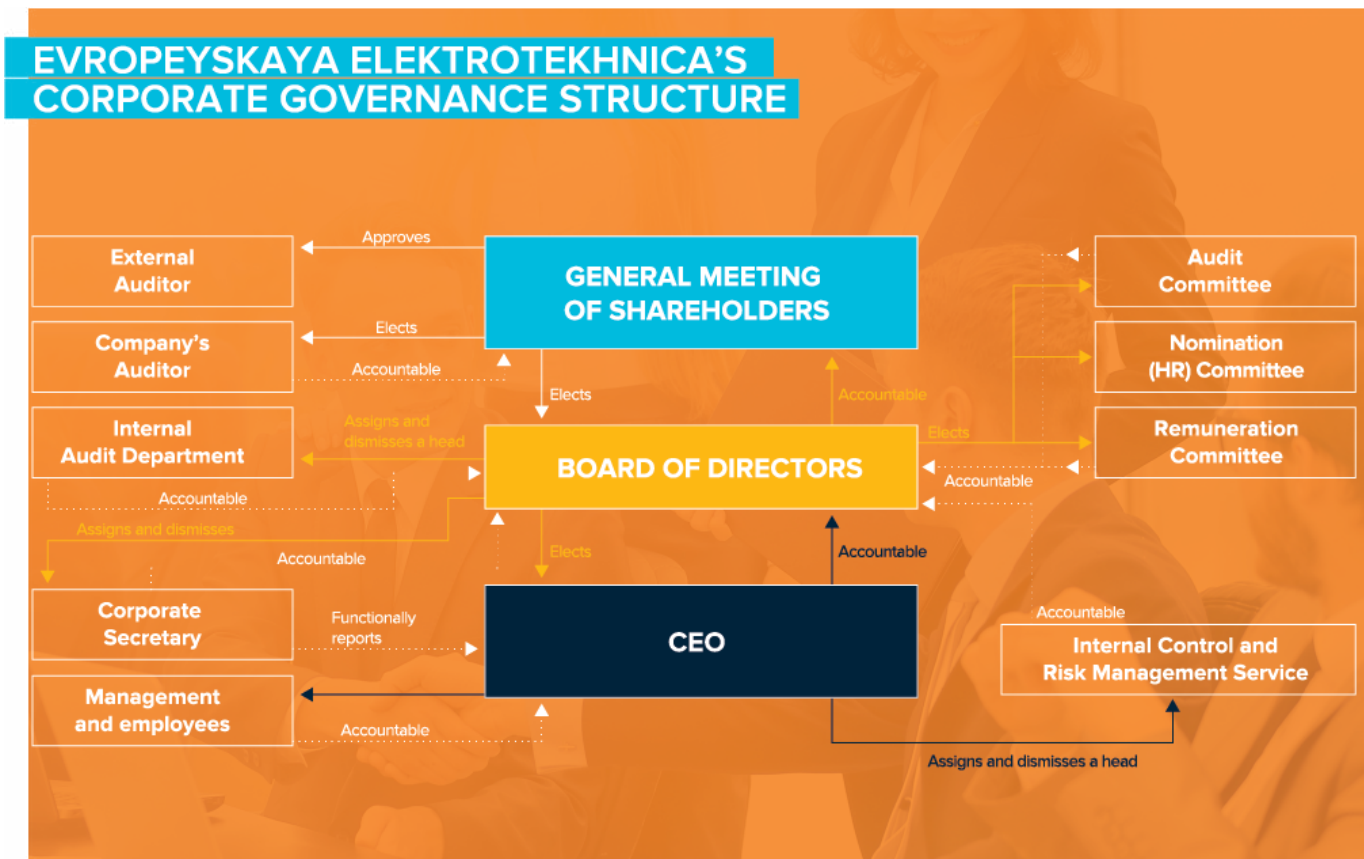 EVROPEYSKAYA ELEKTROTEKHNICA'S
CORPORATE GOVERNANCE STRUCTURE
External
Auditor
Approves
GENERAL MEETING
OF SHAREHOLDERS
Audit
Committee
Company's
Auditor
Elects
Accountable
Nomination
(HR) Committee
Elects
Accountable
Internal
Audit Department
Assigns and
dismisses a head
Accountable
BOARD OF DIRECTORS
Elects
Accountable
Remuneration
Committee
Assigns and dismisses
Accountable
Elects
Accountable
Corporate
Secretary
Functionally
reports
CEO
Accountable
Internal Control and
Risk Management Service
Management
and employees
Accountable
Assigns and dismisses a head